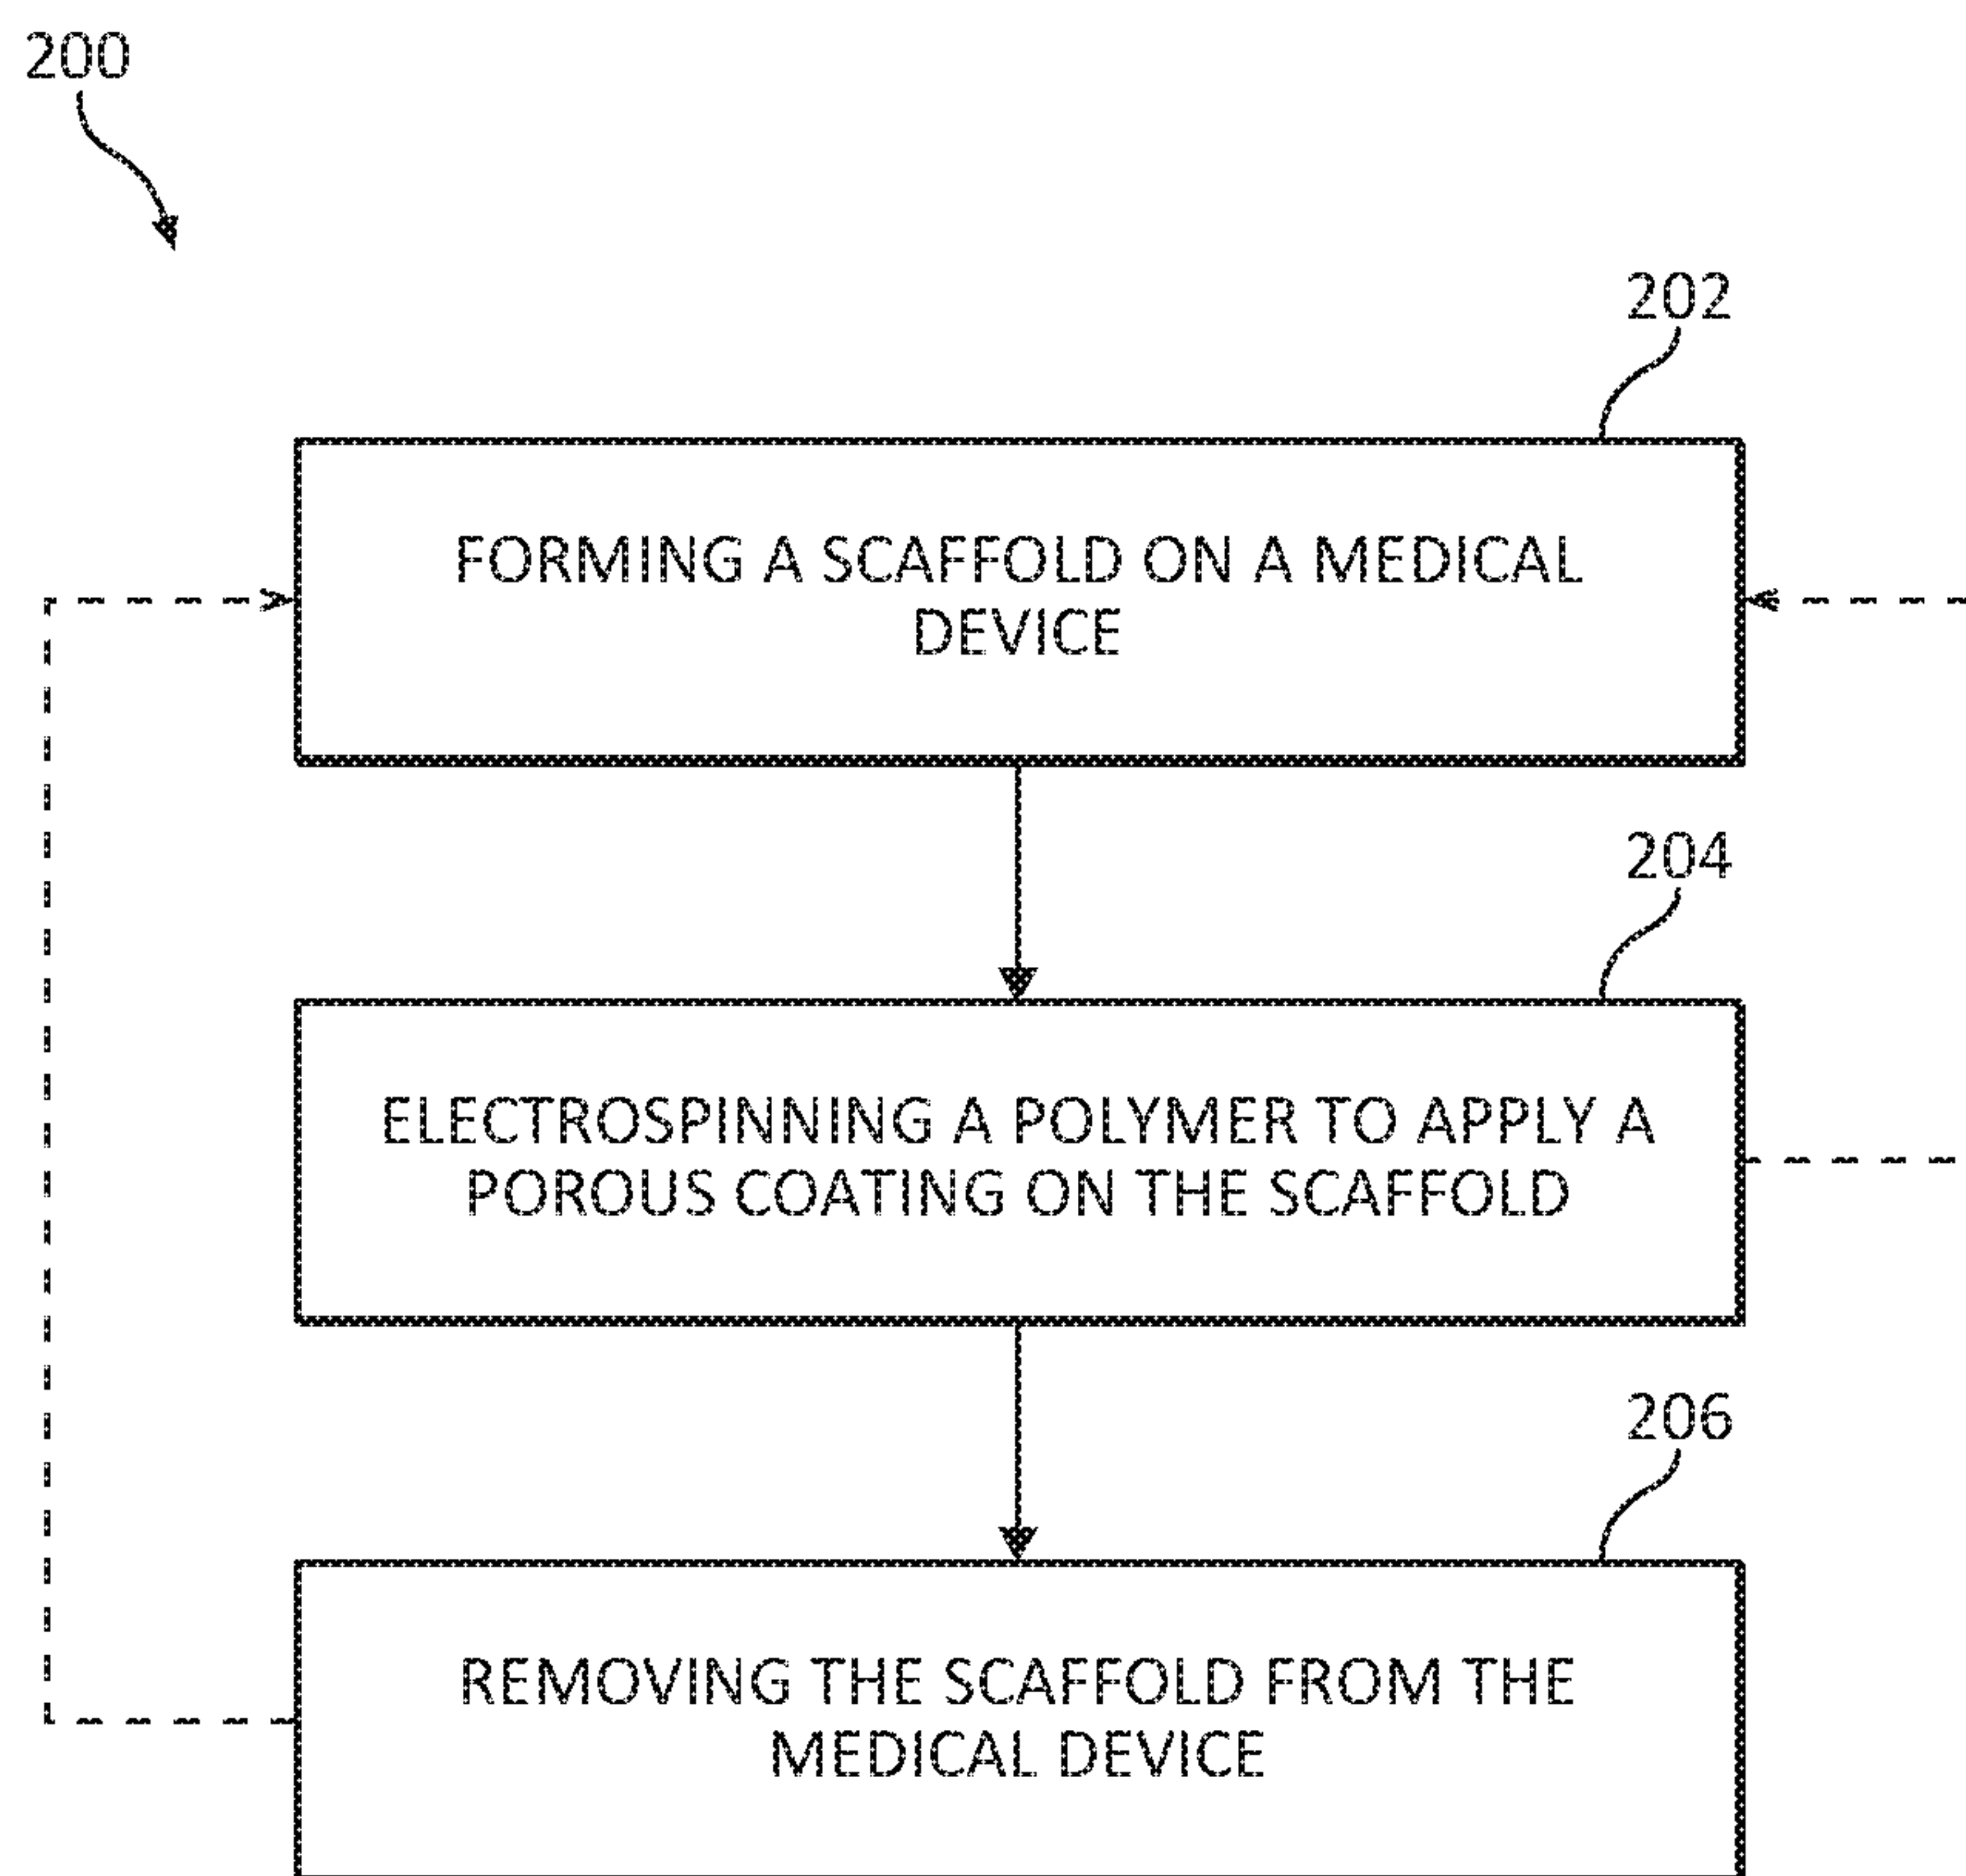 200
202
FORMING A SCAFFOLD ON A MEDICAL
DEVICE
204
ELECTROSPINNING A POLYMER TO APPLY A
POROUS COATING ON THE SCAFFOLD
206
REMOVING THE SCAFFOLD FROM THE
MEDICAL DEVICE